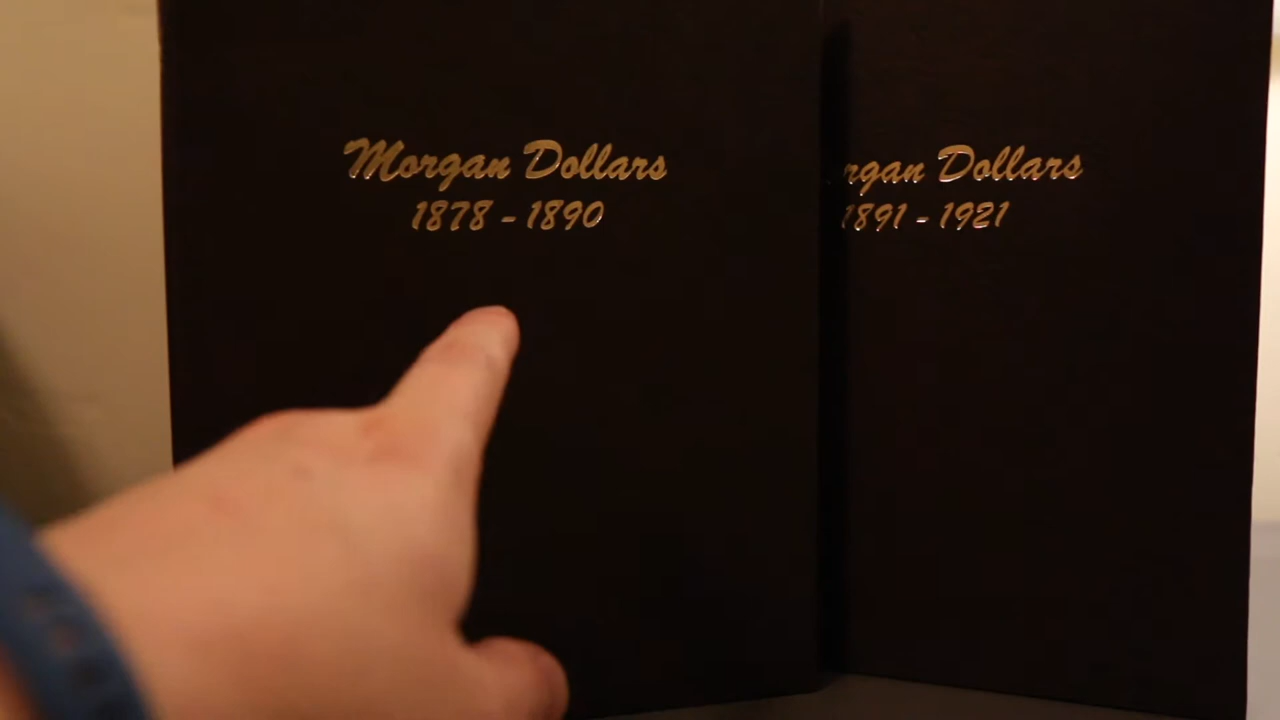 Morgan Dollars
1878 - 1890
rgan Dollars
1891 - 1921